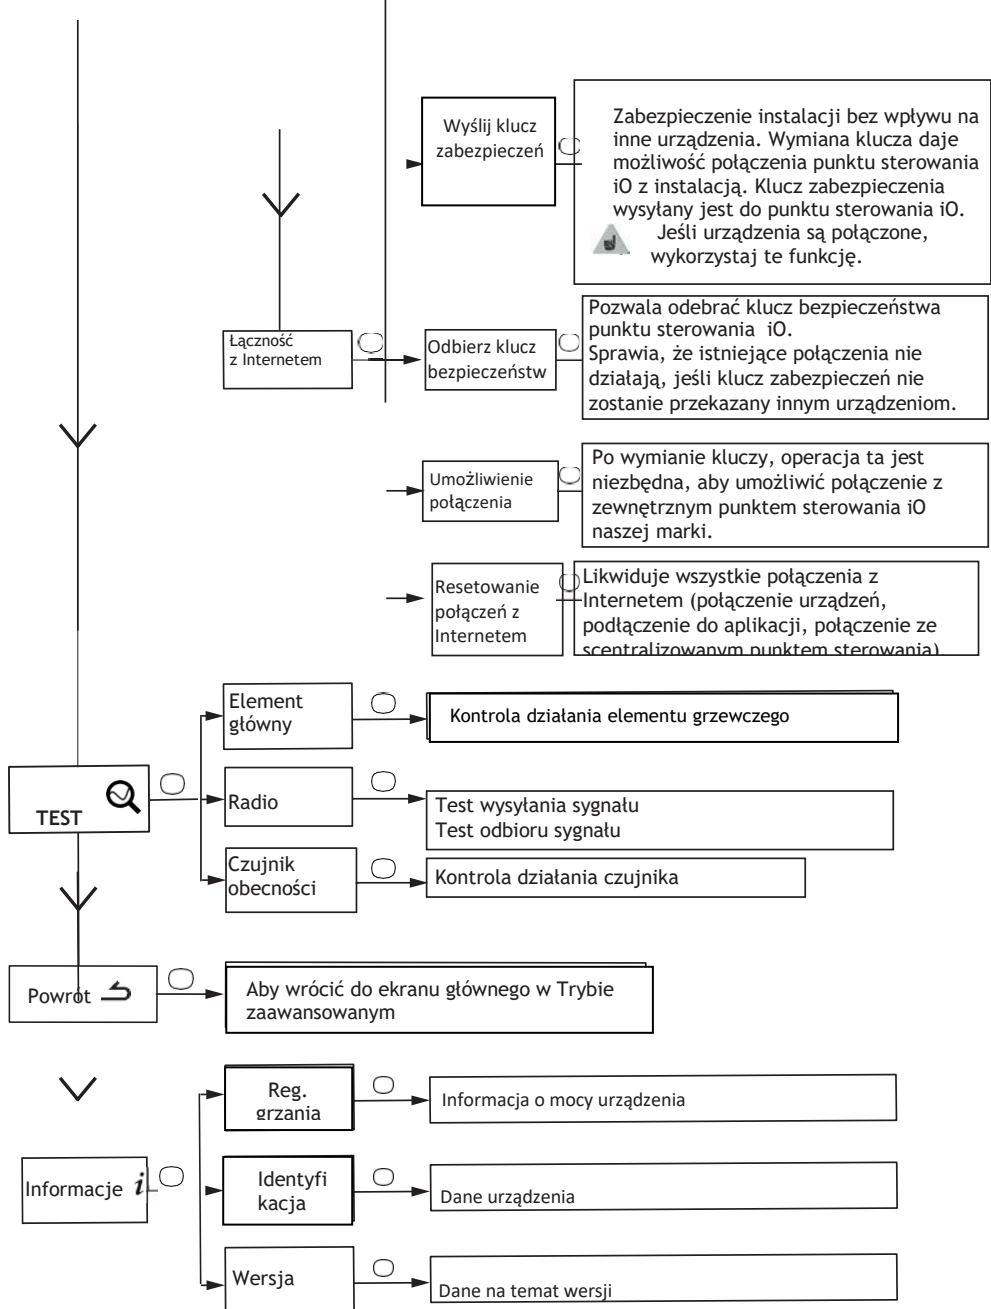 Wyślij klucz
zabezpieczeń
Zabezpieczenie instalacji bez wpływu na
inne urządzenia. Wymiana klucza daje
możliwość połączenia punktu sterowania
iO z instalacją. Klucz zabezpieczenia
wysyłany jest do punktu sterowania iO.
Jeśli urządzenia są połączone,
wykorzystaj te funkcję.
Łączność
z Internetem
Odbierz klucz
bezpieczeństw
Pozwala odebrać klucz bezpieczeństwa
punktu sterowania iO.
Sprawia, że istniejące połączenia nie
działają, jeśli klucz zabezpieczeń nie
zostanie przekazany innym urządzeniom.
Umożliwienie
połączenia
Po wymianie kluczy, operacja ta jest
niezbędna, aby umożliwić połączenie z
zewnętrznym punktem sterowania iO
naszej marki.
Resetowanie
połączeń z
Internetem
Likwiduje wszystkie połączenia z
Internetem (połączenie urządzeń,
podłączenie do aplikacji, połączenie ze
scentralizowanym punktem sterowania)
TEST
Element
główny
Kontrola działania elementu grzewczego
Radio
Test wysyłania sygnału
Test odbioru sygnału
Czujnik
obecności
Kontrola działania czujnika
Powrót
Aby wrócić do ekranu głównego w Trybie
zaawansowanym
Informacje i
Reg.
grzania
Informacja o mocy urządzenia
Identyfi
kacja
Dane urządzenia
Wersja
Dane na temat wersji